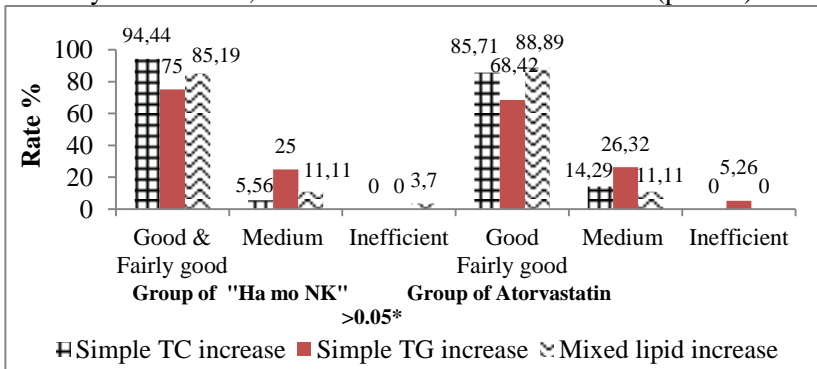 94,44
75
85,19
85,71
68,42
88,89
100
80
60
40
20
0
Rate %
5,56
25
11,11
0 0 3,7
14,29
26,32
11,11
0
5,26
0
Good & Fairly good
Medium
Inefficient
Good Fairly good
Medium
Inefficient
Group of "Ha mo NK" Group of Atorvastatin
>0.05*
Simple TC increase Simple TG increase Mixed lipid increase